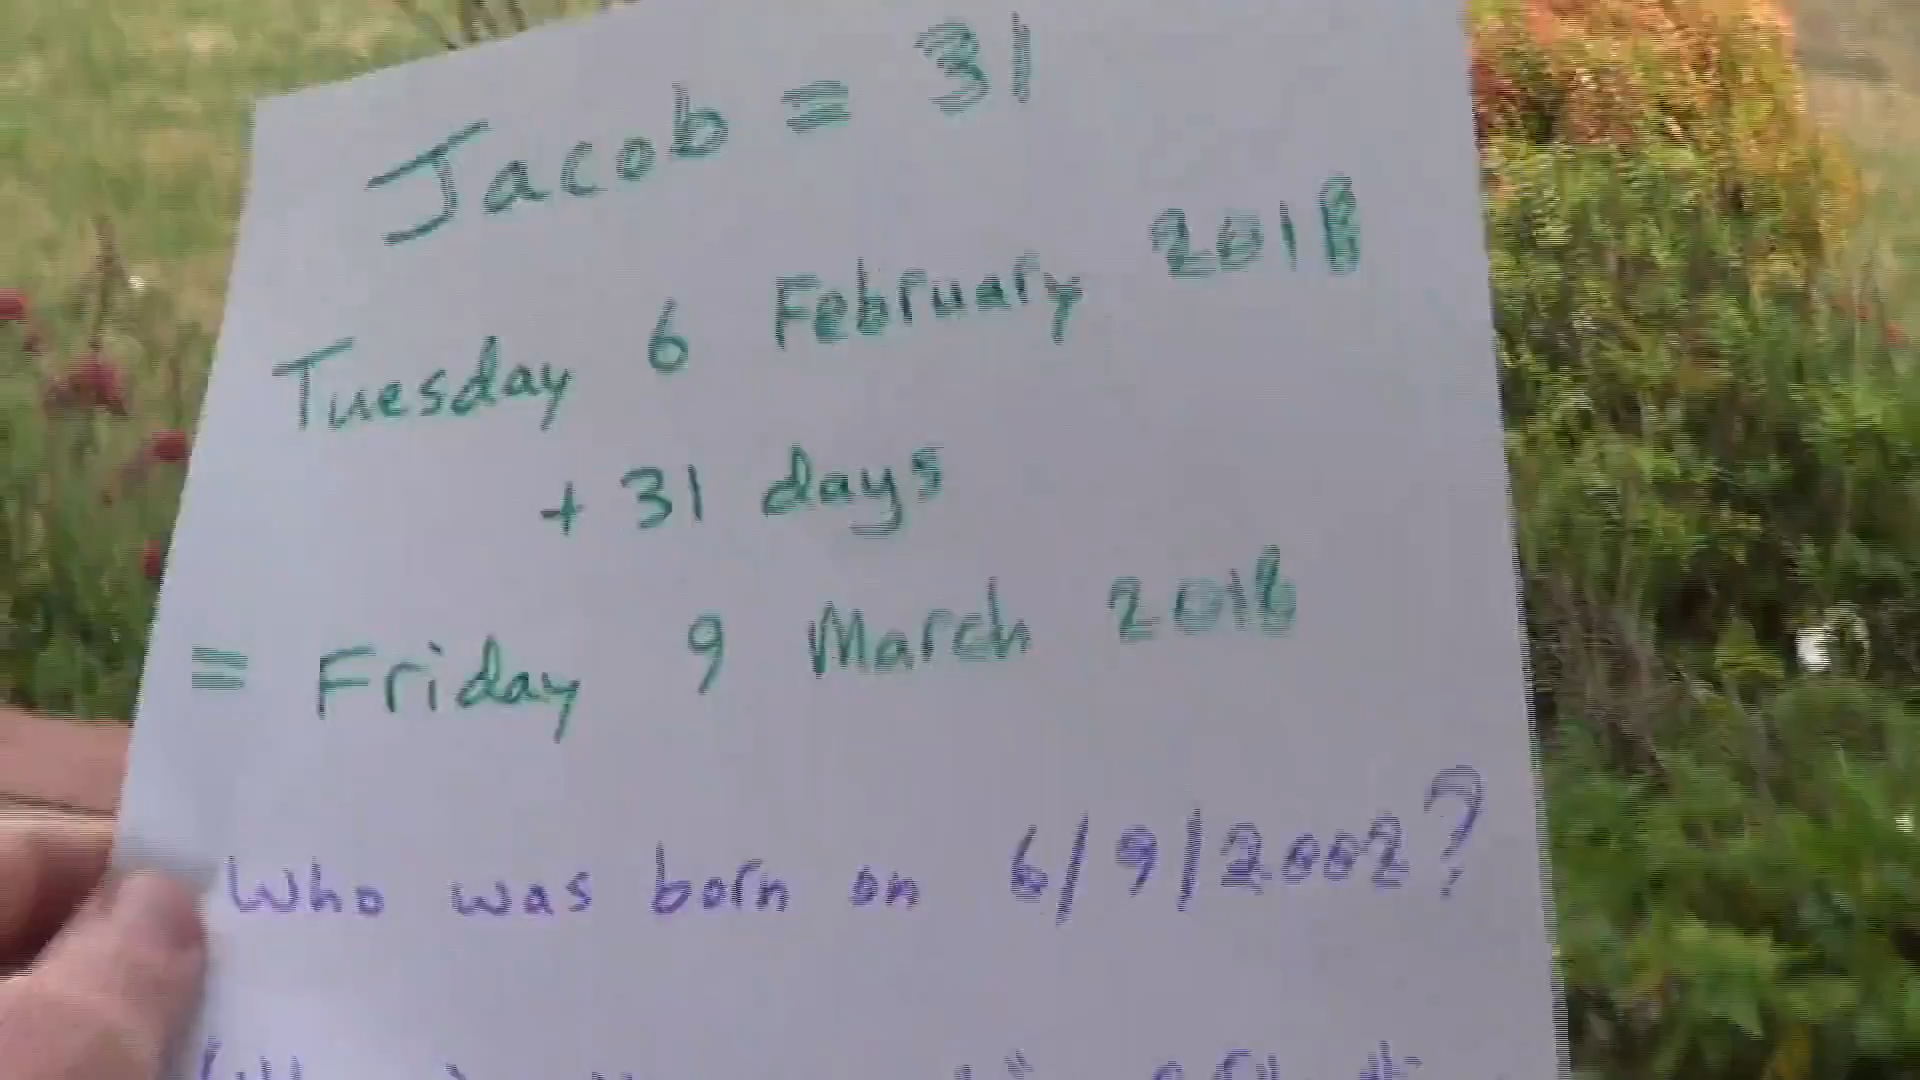 Jacob = 31
Tuesday 6 February 2018
+ 31 days
= Friday 9 March 2018
Who was born on 6/9/2002?